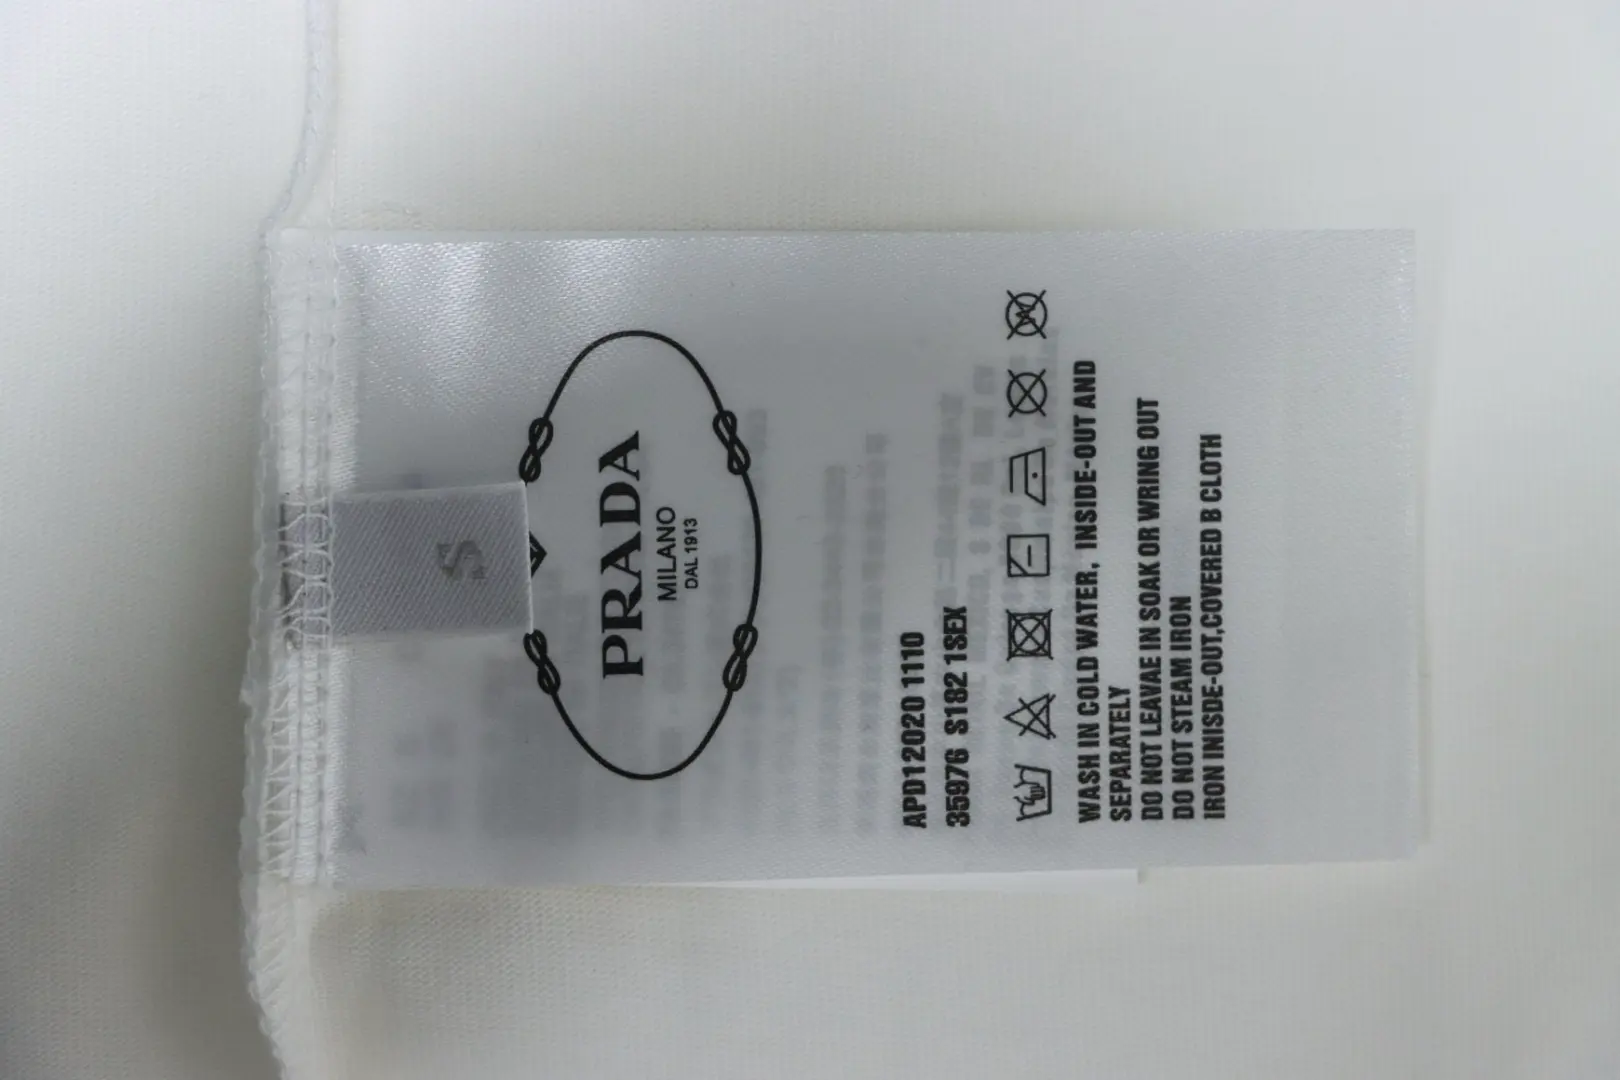 S
PRADA
MILANO
DAL 1913
APD12020 1110
35976 S182 1SEX
WASH IN COLD WATER, INSIDE-OUT AND
SEPARATELY
DO NOT LEAVAE IN SOAK OR WRING OUT
DO NOT STEAM IRON
IRON INISDE-OUT,COVERED B CLOTH